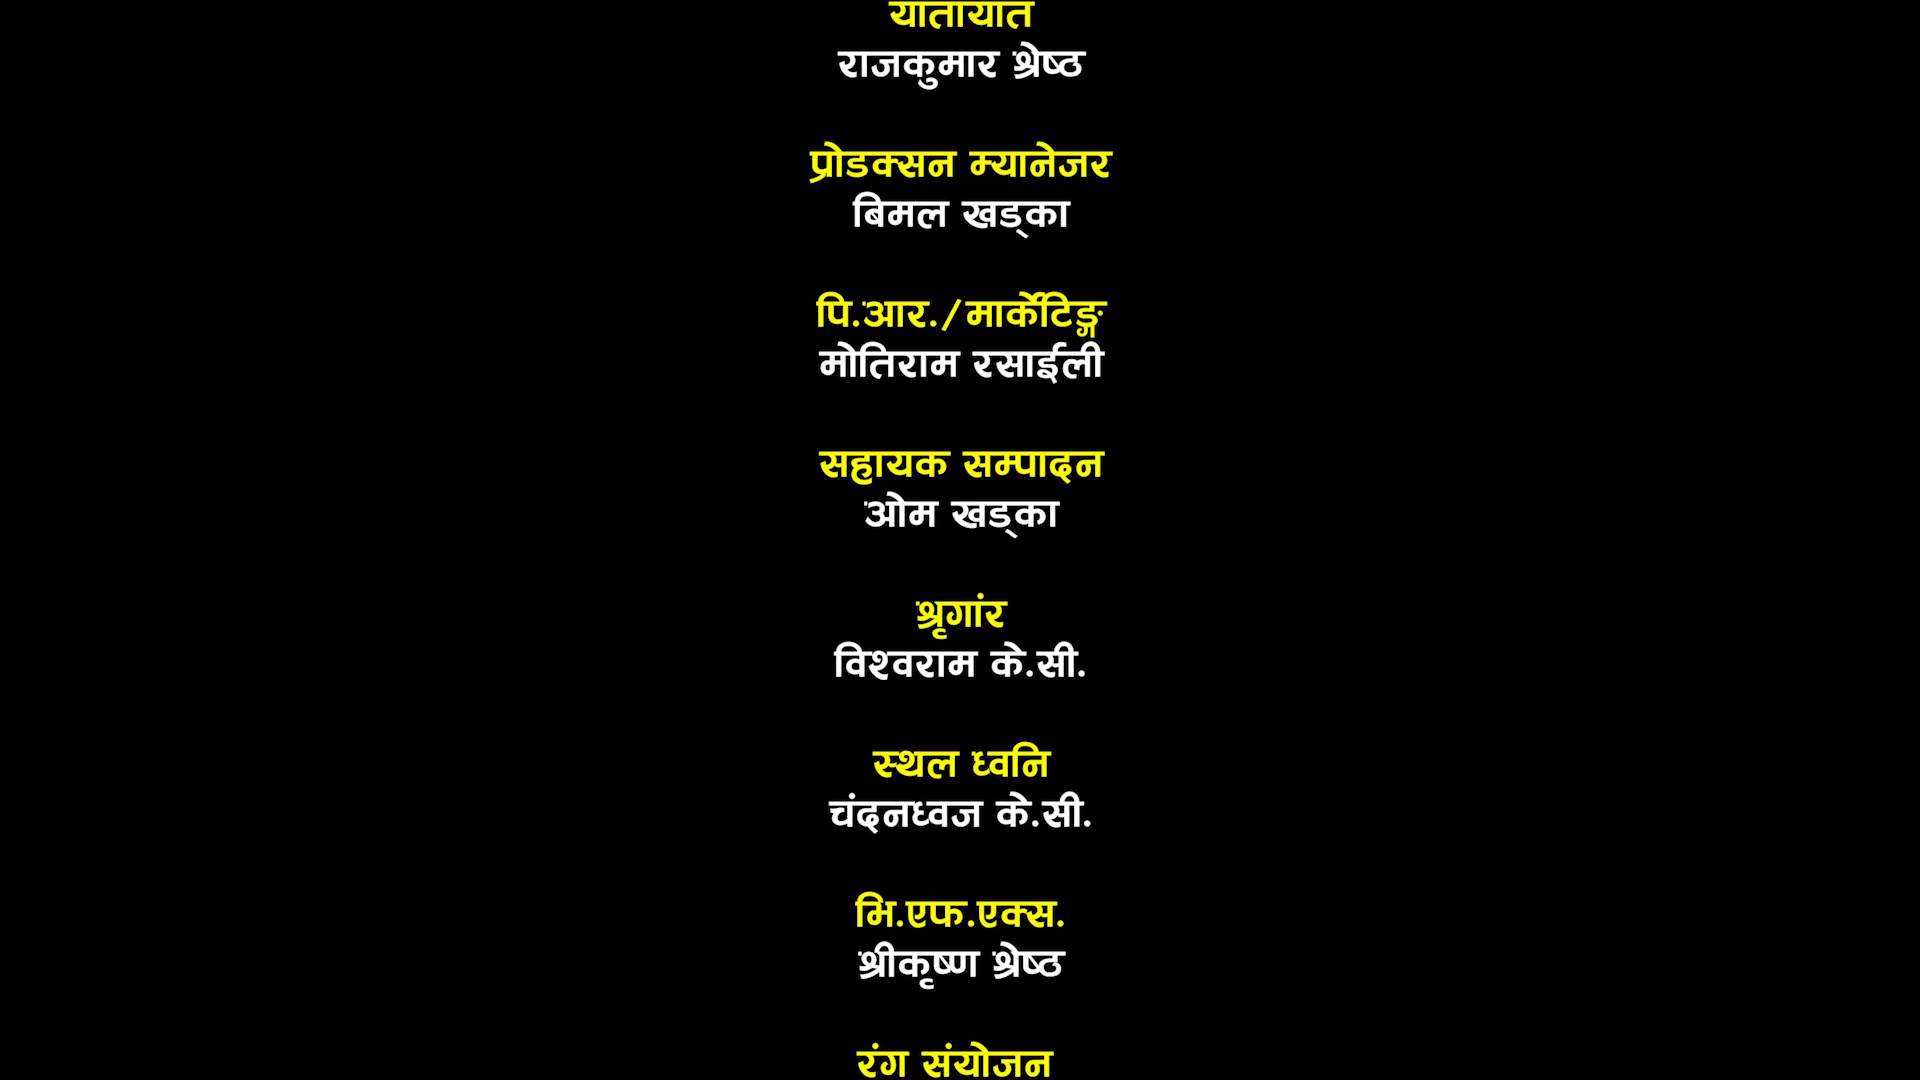 यातायात
राजकुमार श्रेष्ठ
प्रोडक्सन म्यानेजर
बिमल खड्का
पि.आर./मार्केटिङ्ग
मोतिराम रसाईली
सहायक सम्पादन
ओम खड्का
श्रृगांर
विश्वराम के.सी.
स्थल ध्वनि
चंदनध्वज के.सी.
भि.एफ.एक्स.
श्रीकृष्ण श्रेष्ठ
रंग संयोजन